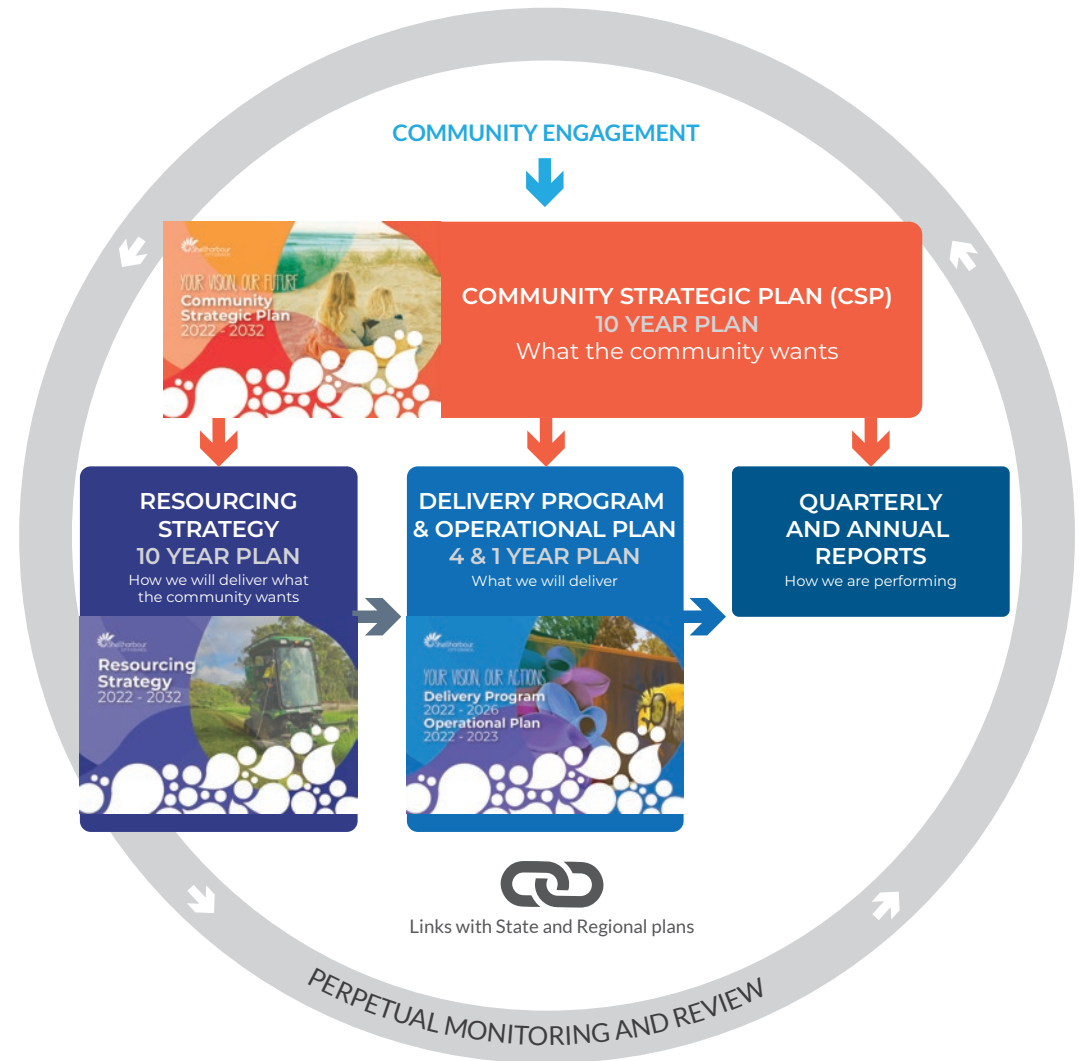 COMMUNITY ENGAGEMENT
Shellharbour
YOUR VISION, OUR FUTURE
Community
Strategic Plan
2022 - 2032
COMMUNITY STRATEGIC PLAN (CSP)
10 YEAR PLAN
What the community wants
RESOURCING
STRATEGY
10 YEAR PLAN
How we will deliver what
the community wants
Shellharbour
Resourcing
Strategy
2022 - 2032
DELIVERY PROGRAM
& OPERATIONAL PLAN
4 & 1 YEAR PLAN
What we will deliver
Shellharbour
YOUR VISION, OUR ACTIONS
Delivery Program
2022 - 2026
Operational Plan
2022 - 2023
QUARTERLY
AND ANNUAL
REPORTS
How we are performing
Links with State and Regional plans
PERPETUAL MONITORING AND REVIEW